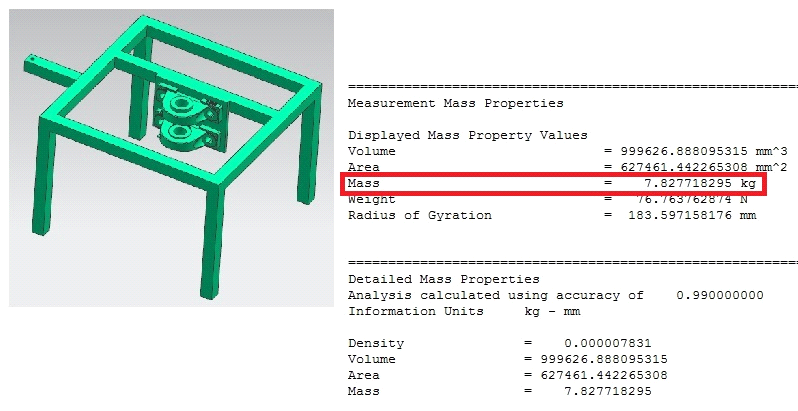 ================================================================
Measurement Mass Properties
Displayed Mass Property Values
Volume = 999626.888095315 mm^3
Area = 627461.442265308 mm^2
Mass = 7.827718295 kg
Weight = 76.763762874 N
Radius of Gyration = 183.597158176 mm
================================================================
Detailed Mass Properties
Analysis calculated using accuracy of 0.990000000
Information Units kg - mm
Density = 0.000007831
Volume = 999626.888095315
Area = 627461.442265308
Mass = 7.827718295